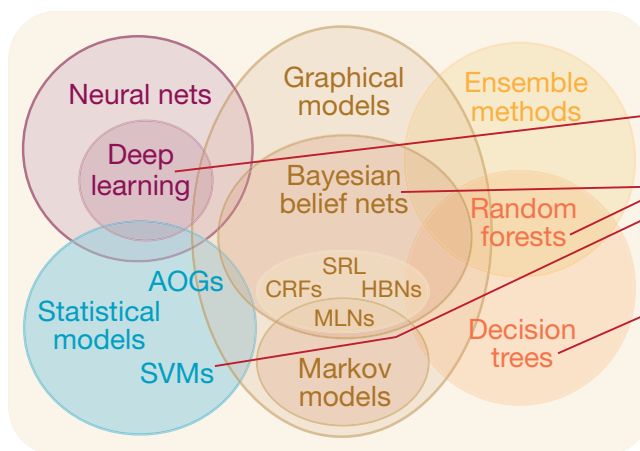 Neural nets
Deep
learning
Graphical
models
Ensemble
methods
Bayesian
belief nets
Random
forests
AOGs
Statistical
models
SVMs
SRL
CRFs HBNs
MLNs
Markov
models
Decision
trees